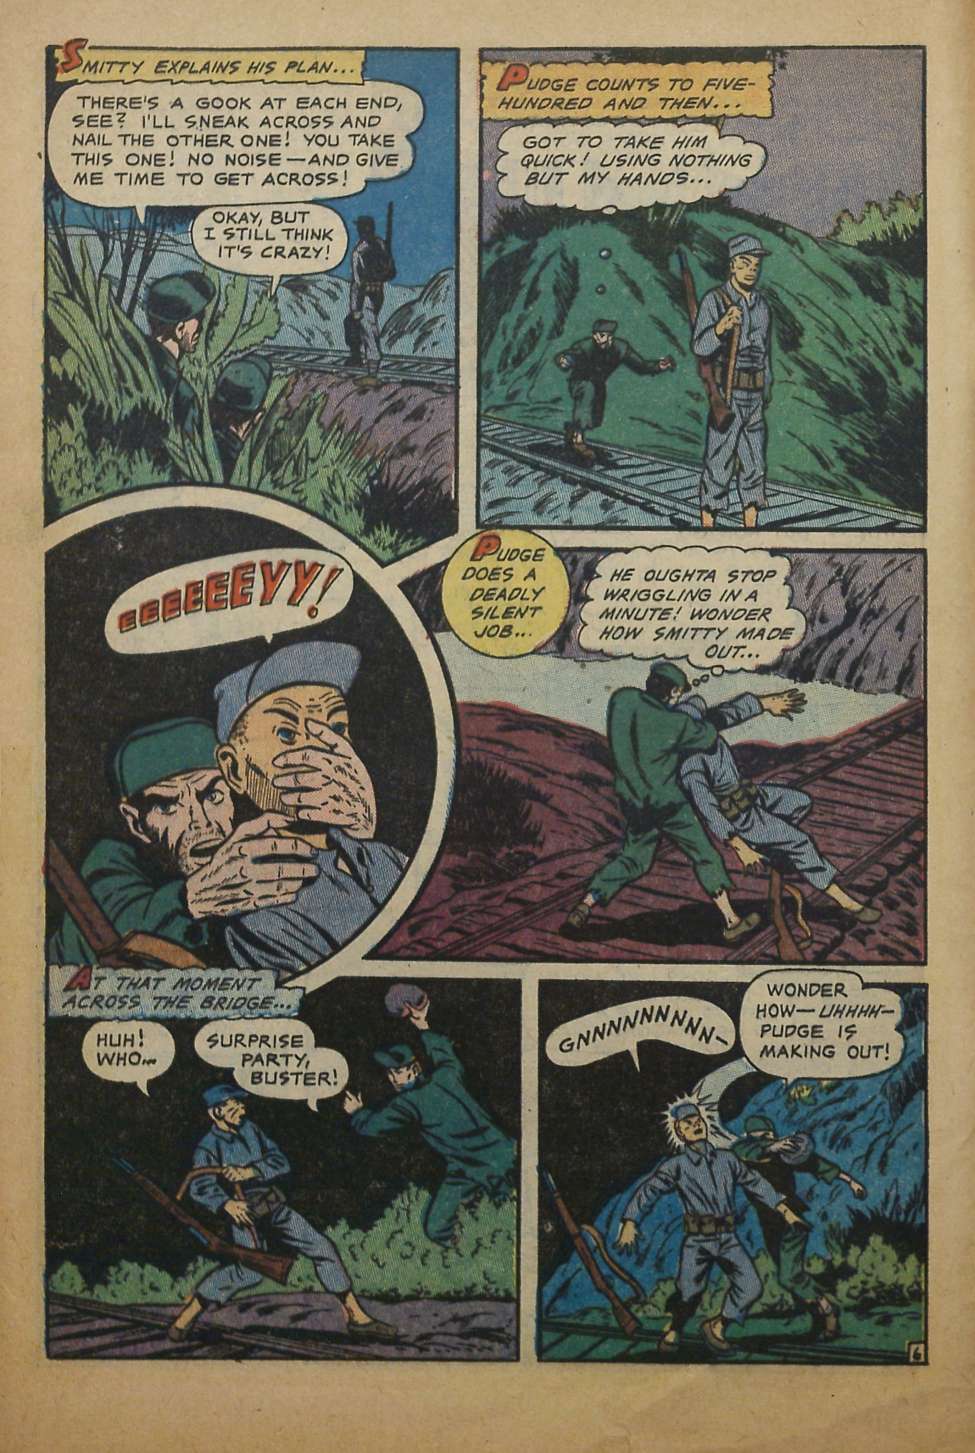 SMITTY EXPLAINS HIS PLAN...
THERE'S A GOOK AT EACH END,
SEE? I'LL SNEAK ACROSS AND
NAIL THE OTHER ONE! YOU TAKE
THIS ONE! NO NOISE—AND GIVE
ME TIME TO GET ACROSS!
OKAY, BUT
I STILL THINK
IT'S CRAZY!
PUDGE COUNTS TO FIVE-
HUNDRED AND THEN...
GOT TO TAKE HIM
QUICK! USING NOTHING
BUT MY HANDS...
EEEEEEYY!
PUDGE
DOES A
DEADLY
SILENT
JOB...
HE OUGHTA STOP
WRIGGLING IN A
MINUTE! WONDER
HOW SMITTY MADE
OUT...
AT THAT MOMENT
ACROSS THE BRIDGE...
HUH!
WHO...
SURPRISE
PARTY,
BUSTER!
GNNNNNNNN-
WONDER
HOW—UHHHH—
PUDGE IS
MAKING OUT!
6